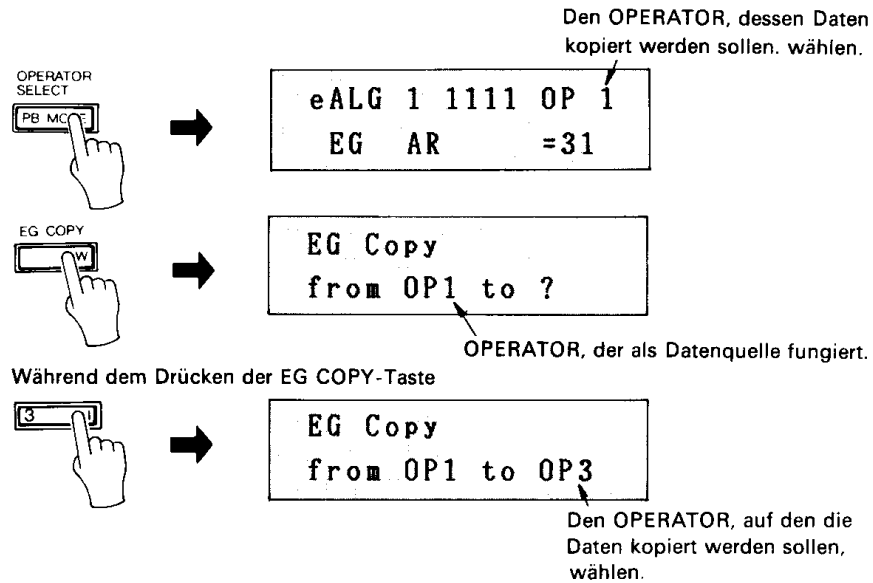 Den OPERATOR, dessen Daten
kopiert werden sollen. wählen.
OPERATOR
SELECT
PB MO E
eALG 1 1111 OP 1
EG AR =31
EG COPY
W
EG Copy
from OP1 to ?
OPERATOR, der als Datenquelle fungiert.
Während dem Drücken der EG COPY-Taste
3
EG Copy
from OP1 to OP3
Den OPERATOR, auf den die
Daten kopiert werden sollen,
wählen.